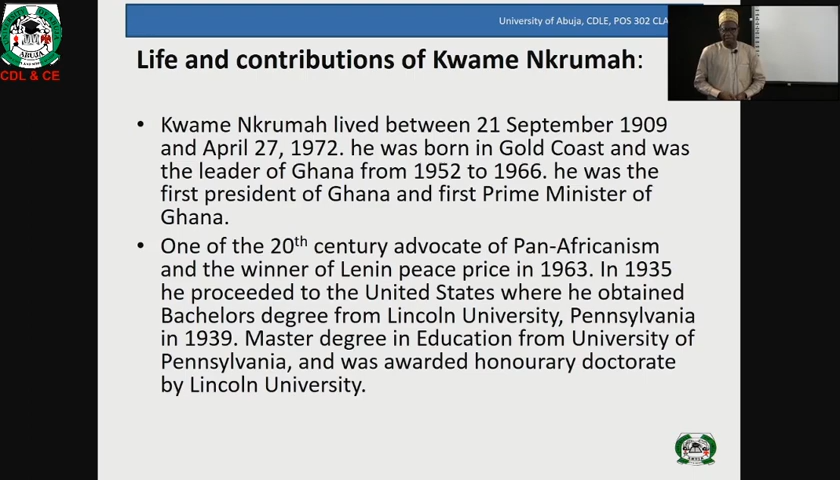 University of Abuja, CDLE, POS 302 CLA
ABUJA
CDL & CE
Life and contributions of Kwame Nkrumah:
• Kwame Nkrumah lived between 21 September 1909
and April 27, 1972. he was born in Gold Coast and was
the leader of Ghana from 1952 to 1966. he was the
first president of Ghana and first Prime Minister of
Ghana.
• One of the 20th century advocate of Pan-Africanism
and the winner of Lenin peace price in 1963. In 1935
he proceeded to the United States where he obtained
Bachelors degree from Lincoln University, Pennsylvania
in 1939. Master degree in Education from University of
Pennsylvania, and was awarded honourary doctorate
by Lincoln University.